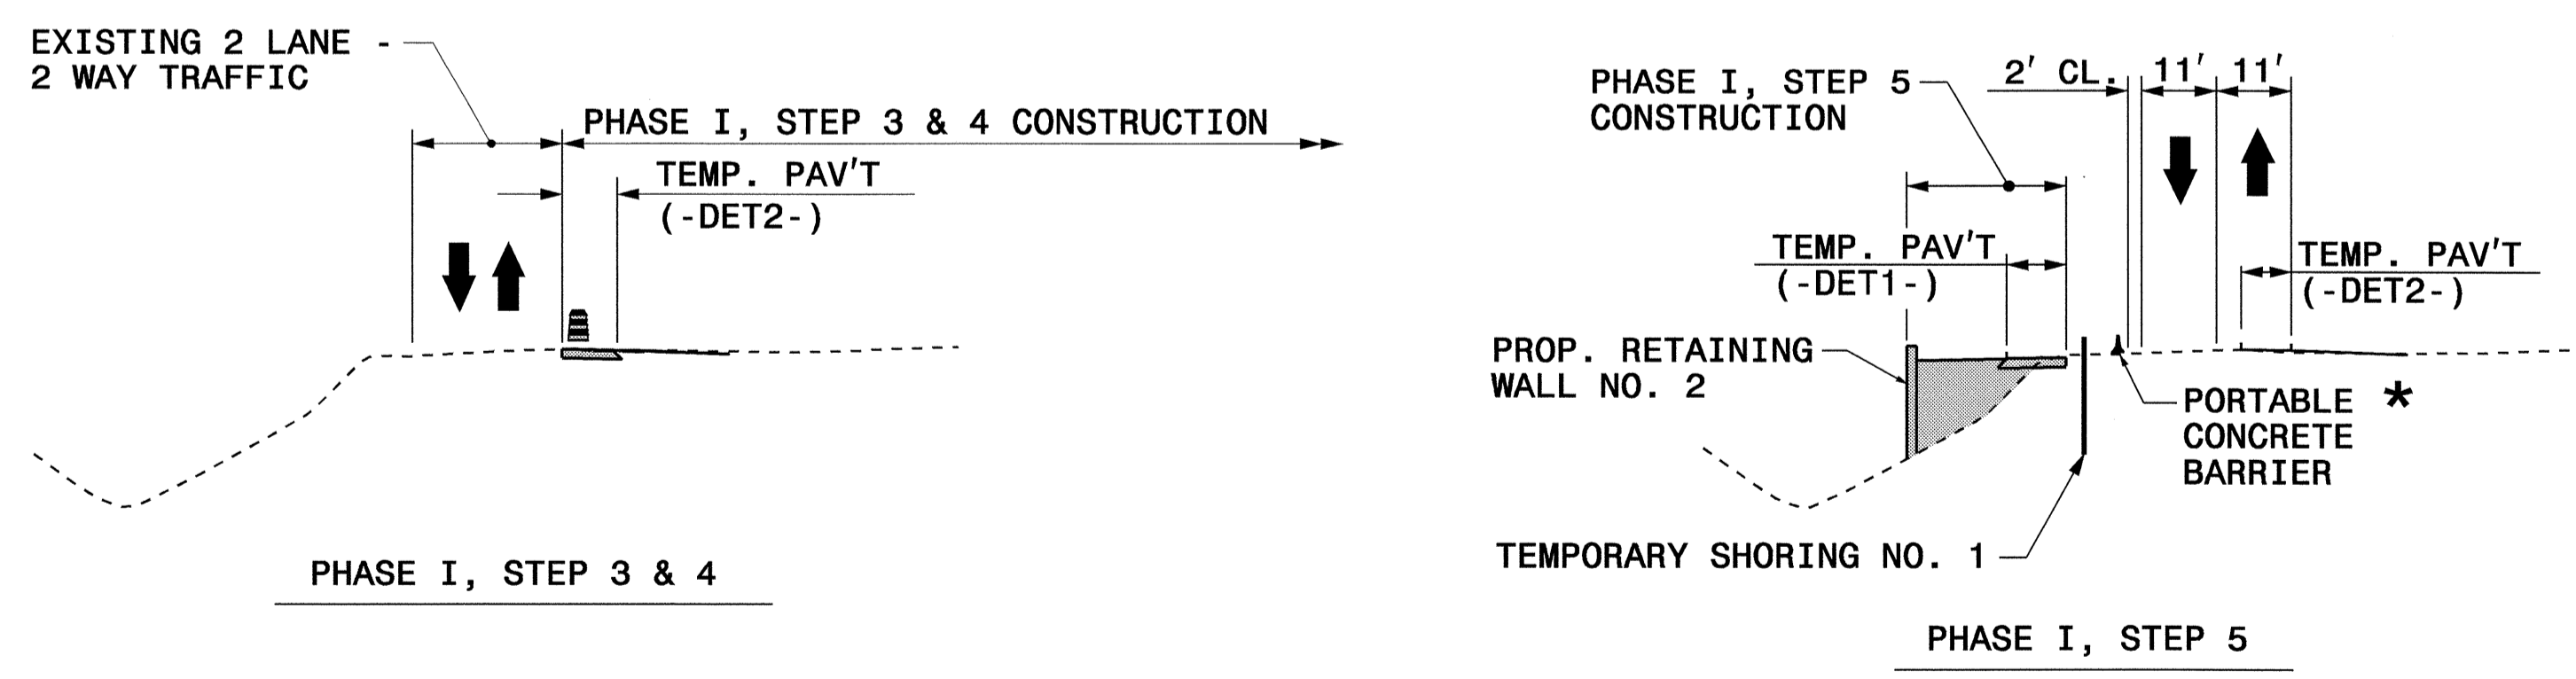 EXISTING 2 LANE -
2 WAY TRAFFIC
PHASE I, STEP 3 & 4 CONSTRUCTION
TEMP. PAV'T
(-DET2-)
PHASE I, STEP 3 & 4
PHASE I, STEP 5
CONSTRUCTION
2' CL.
11'
11'
TEMP. PAV'T
(-DET1-)
TEMP. PAV'T
(-DET2-)
PROP. RETAINING
WALL NO. 2
PORTABLE *
CONCRETE
BARRIER
TEMPORARY SHORING NO. 1
PHASE I, STEP 5